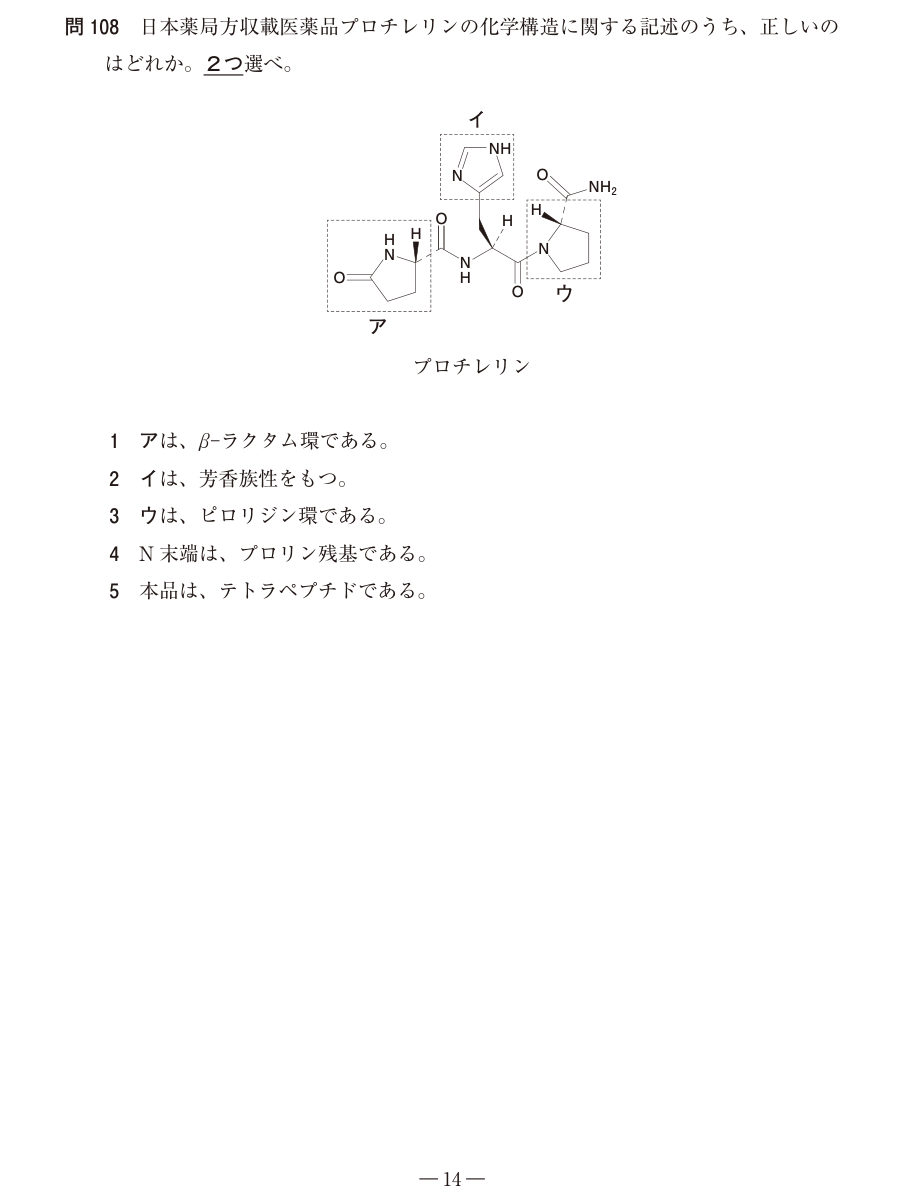 問 108 日本薬局方収載医薬品プロチレリンの化学構造に関する記述のうち、正しいの
はどれか。2つ選べ。
イ
NH
N
O
NH2
H
O
H
H
N
H
O
N
H
N
O
ウ
ア
プロチレリン
1 アは、β-ラクタム環である。
2 イは、芳香族性をもつ。
3 ウは、ピロリジン環である。
4 N 末端は、プロリン残基である。
5 本品は、テトラペプチドである。
― 14 ―